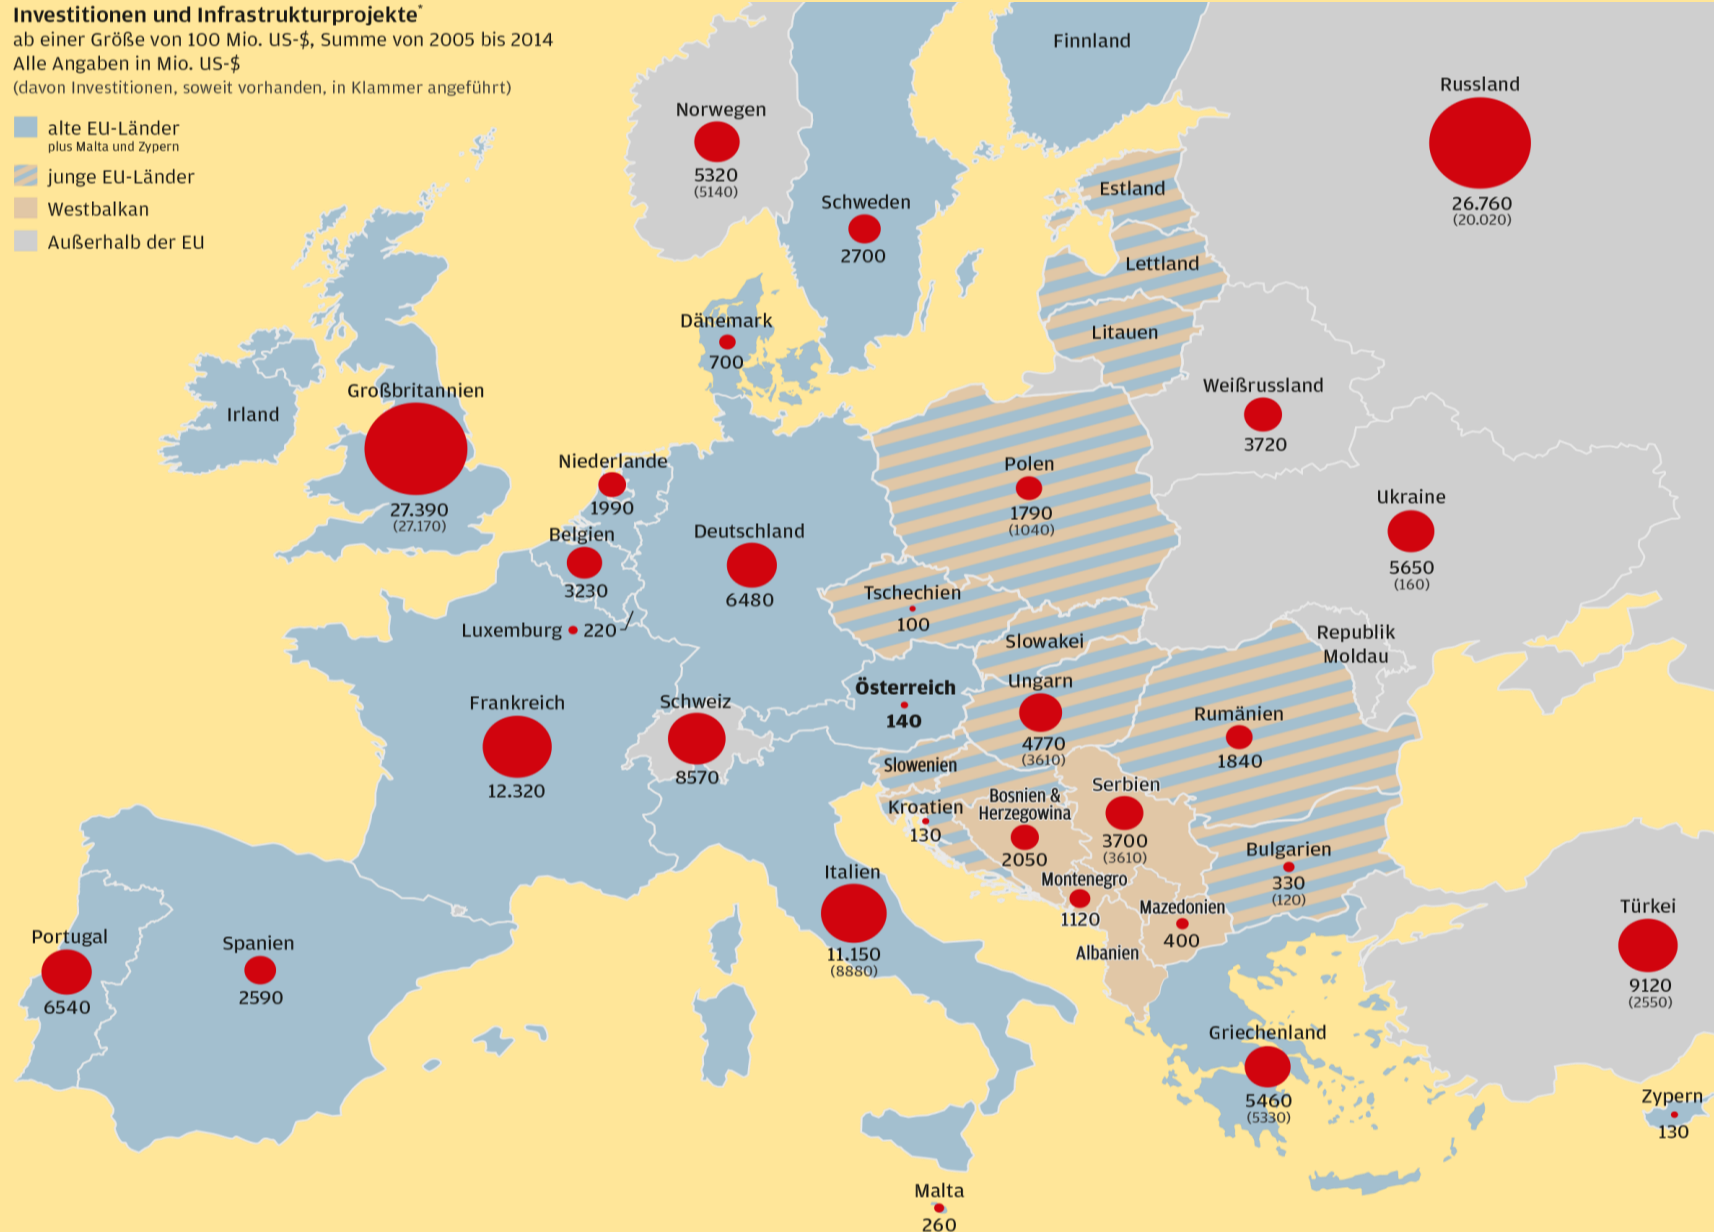 Investitionen und Infrastrukturprojekte*
ab einer Größe von 100 Mio. US-$, Summe von 2005 bis 2014
Alle Angaben in Mio. US-$
(davon Investitionen, soweit vorhanden, in Klammer angeführt)
alte EU-Länder
plus Malta und Zypern
junge EU-Länder
Westbalkan
Außerhalb der EU
Finnland
Russland
26.760
(20.020)
Norwegen
5320
(5140)
Schweden
2700
Estland
Lettland
Litauen
Dänemark
700
Weißrussland
3720
Großbritannien
27.390
(27.170)
Irland
Niederlande
1990
Belgien
3230
Luxemburg 220
Deutschland
6480
Polen
1790
(1040)
Ukraine
5650
(160)
Tschechien
100
Slowakei
Republik
Moldau
Österreich
140
Ungarn
4770
(3610)
Frankreich
12.320
Schweiz
8570
Rumänien
1840
Slowenien
Kroatien
130
Bosnien &
Herzegowina
2050
Serbien
3700
(3610)
Bulgarien
330
(120)
Montenegro
1120
Mazedonien
400
Albanien
Italien
11.150
(8880)
Türkei
9120
(2550)
Portugal
6540
Spanien
2590
Griechenland
5460
(5330)
Zypern
130
Malta
260